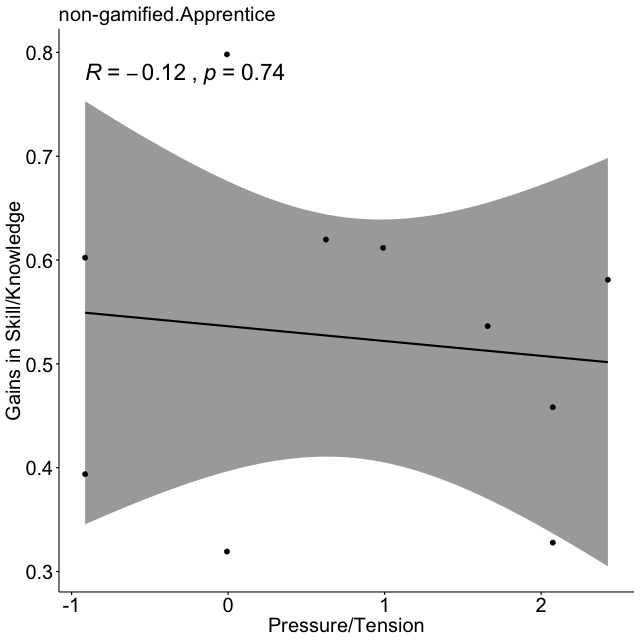 non-gamified.Apprentice
R = −0.12 , p = 0.74
Gains in Skill/Knowledge
0.8
0.7
0.6
0.5
0.4
0.3
-1 0 1 2
Pressure/Tension